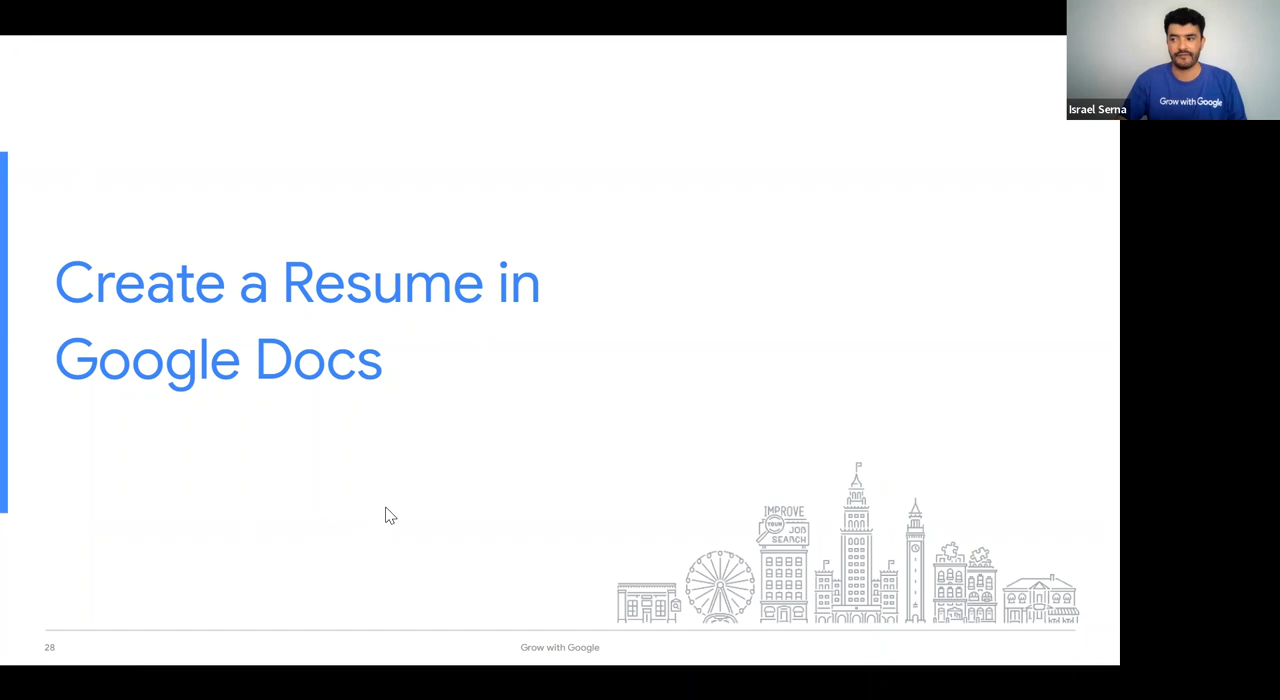 Israel Serna
Grow with Google
Create a Resume in
Google Docs
IMPROVE
YOUR
JOB
SEARCH
28
Grow with Google